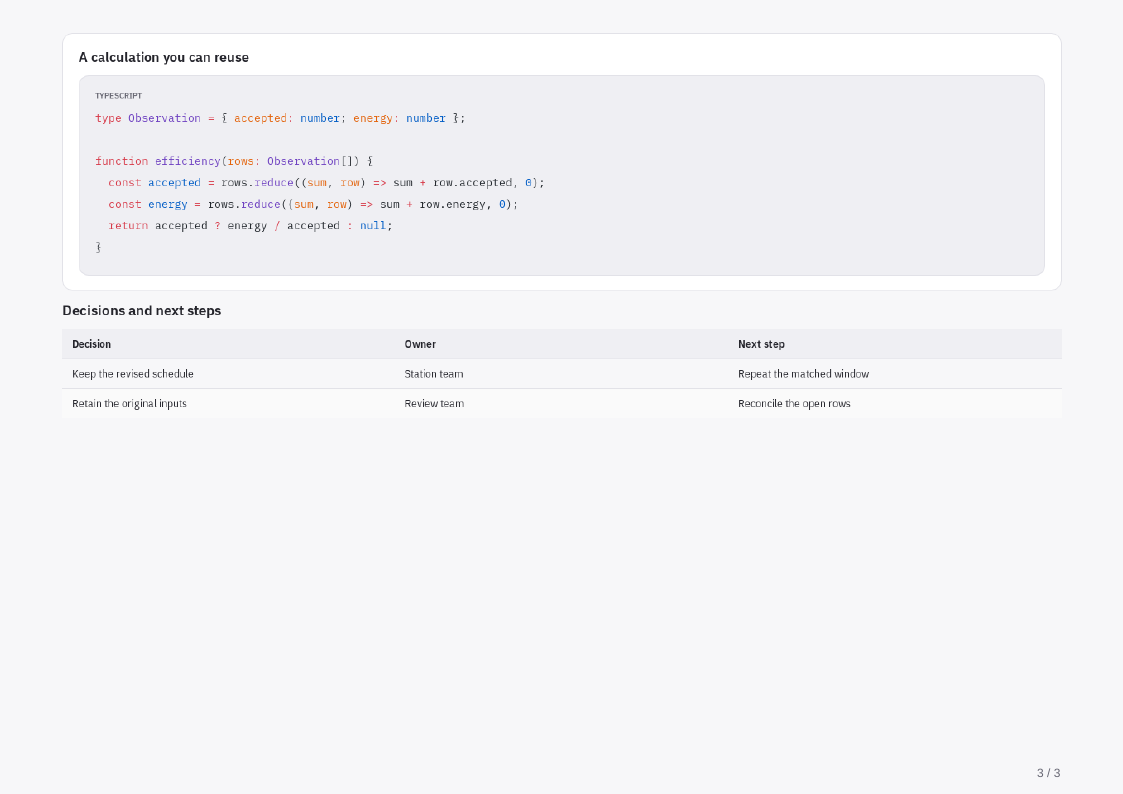 A calculation you can reuse
TYPESCRIPT
type Observation = { accepted: number; energy: number };
function efficiency(rows: Observation[]) {
  const accepted = rows.reduce((sum, row) => sum + row.accepted, 0);
  const energy = rows.reduce((sum, row) => sum + row.energy, 0);
  return accepted ? energy / accepted : null;
}
Decisions and next steps
Decision Owner Next step
Keep the revised schedule Station team Repeat the matched window
Retain the original inputs Review team Reconcile the open rows
3 / 3